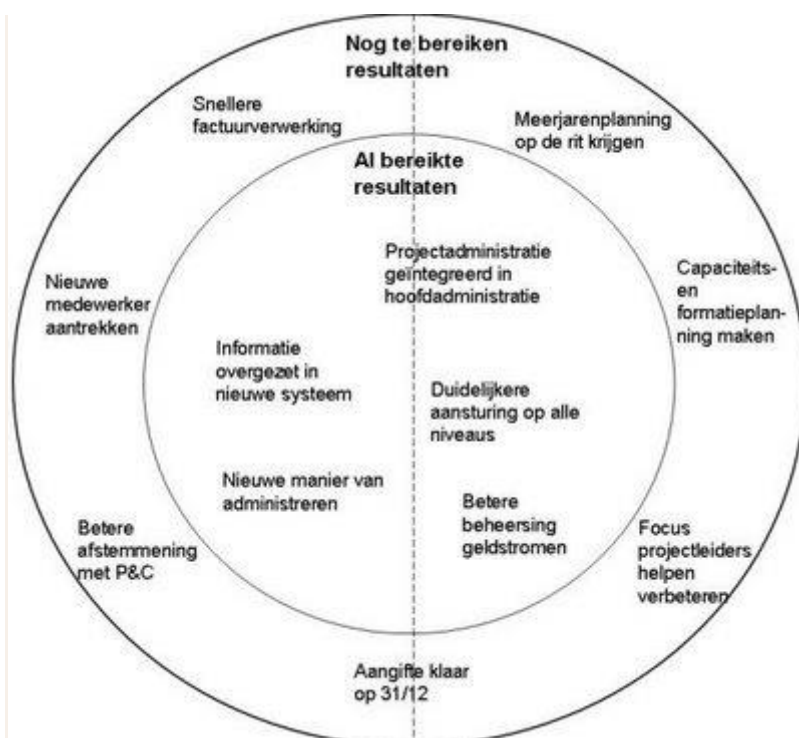 Nog te bereiken
resultaten
Snellere
factuurverwerking
Meerjarenplanning
op de rit krijgen
Al bereikte
resultaten
Projectadministratie
geïntegreerd in
hoofdadministratie
Nieuwe
medewerker
aantrekken
Capaciteits-
en
formatieplan-
ning maken
Informatie
overgezet in
nieuwe systeem
Duidelijkere
aansturing op alle
niveaus
Nieuwe manier van
administreren
Betere
beheersing
geldstromen
Betere
afstemmening
met P&C
Focus
projectleiders
helpen
verbeteren
Aangifte klaar
op 31/12